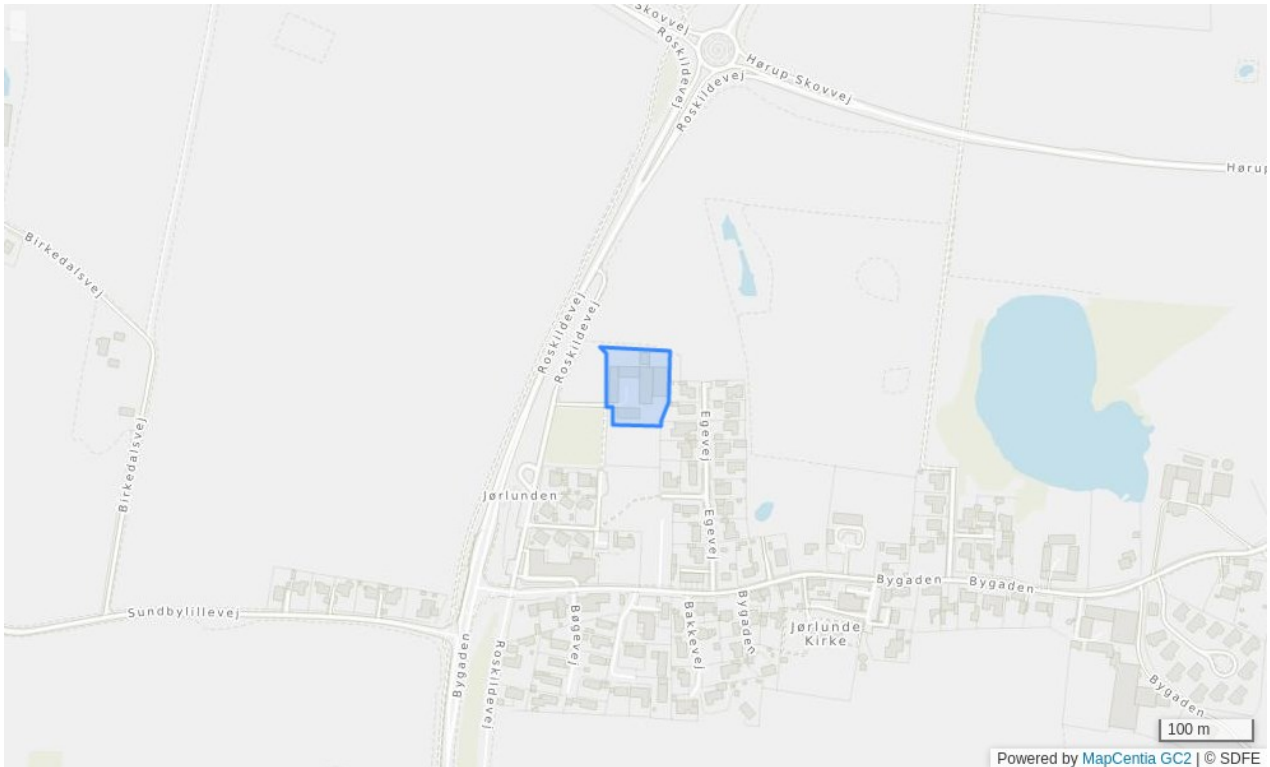 Skovvej
Roskildevej
Hørup Skovvej
Roskildevej
Hørup
Birkedalsvej
Roskildevej
Roskildevej
Egevej
Birkedalsvej
Jørlunden
Egevej
Bygaden
Bygaden
Sundbylillevej
Bøgevej
Bakkevej
Bygaden
Jørlunde
Kirke
Bygaden
Roskildevej
Bygaden
100 m
Powered by MapCentia GC2 | © SDFE